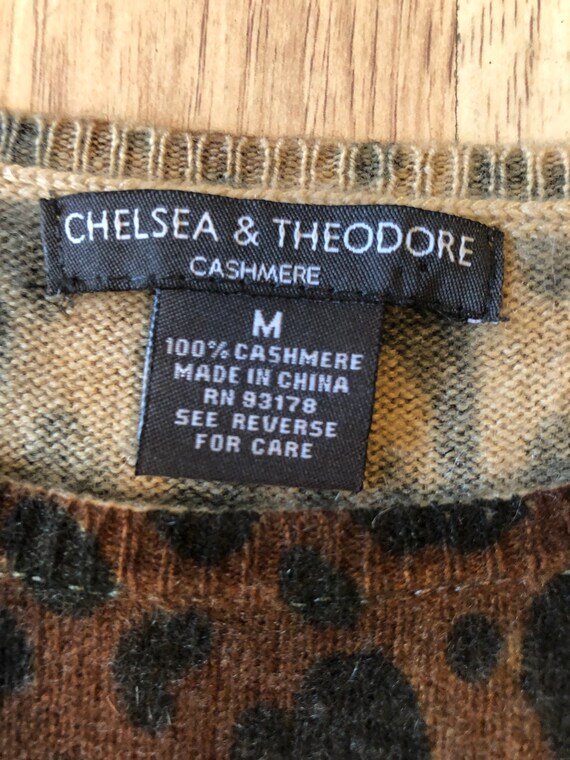 CHELSEA & THEODORE
CASHMERE
M
100% CASHMERE
MADE IN CHINA
RN 93178
SEE REVERSE
FOR CARE